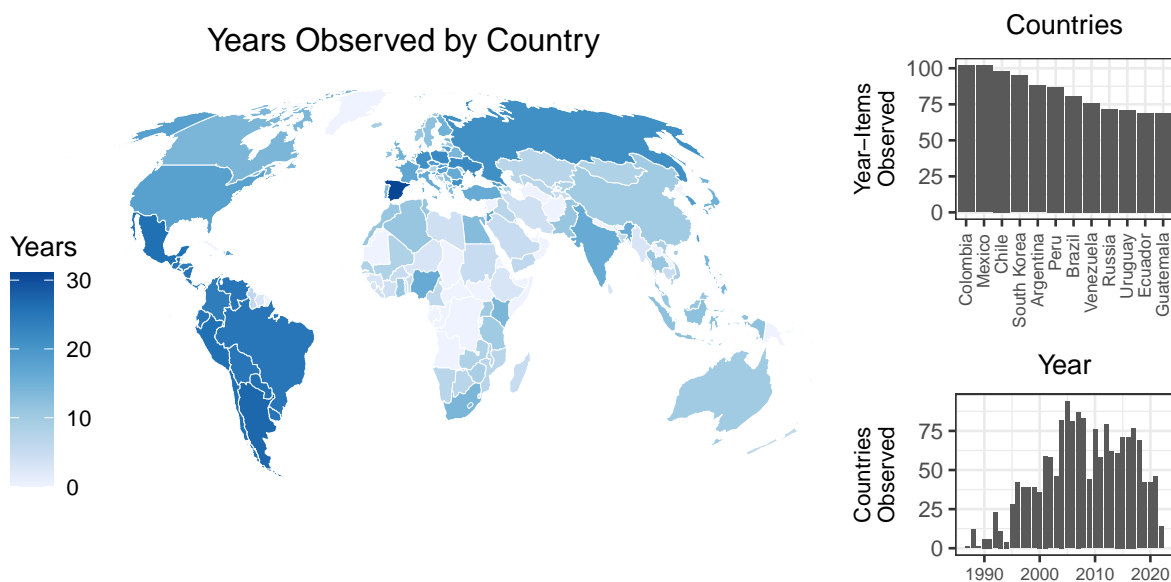 Years Observed by Country
Years
30
20
10
0
Countries
Year−Items
Observed
100
75
50
25
0
Colombia
Mexico
Chile
South Korea
Argentina
Peru
Brazil
Venezuela
Russia
Uruguay
Ecuador
Guatemala
Year
Countries
Observed
75
50
25
0
1990
2000
2010
2020